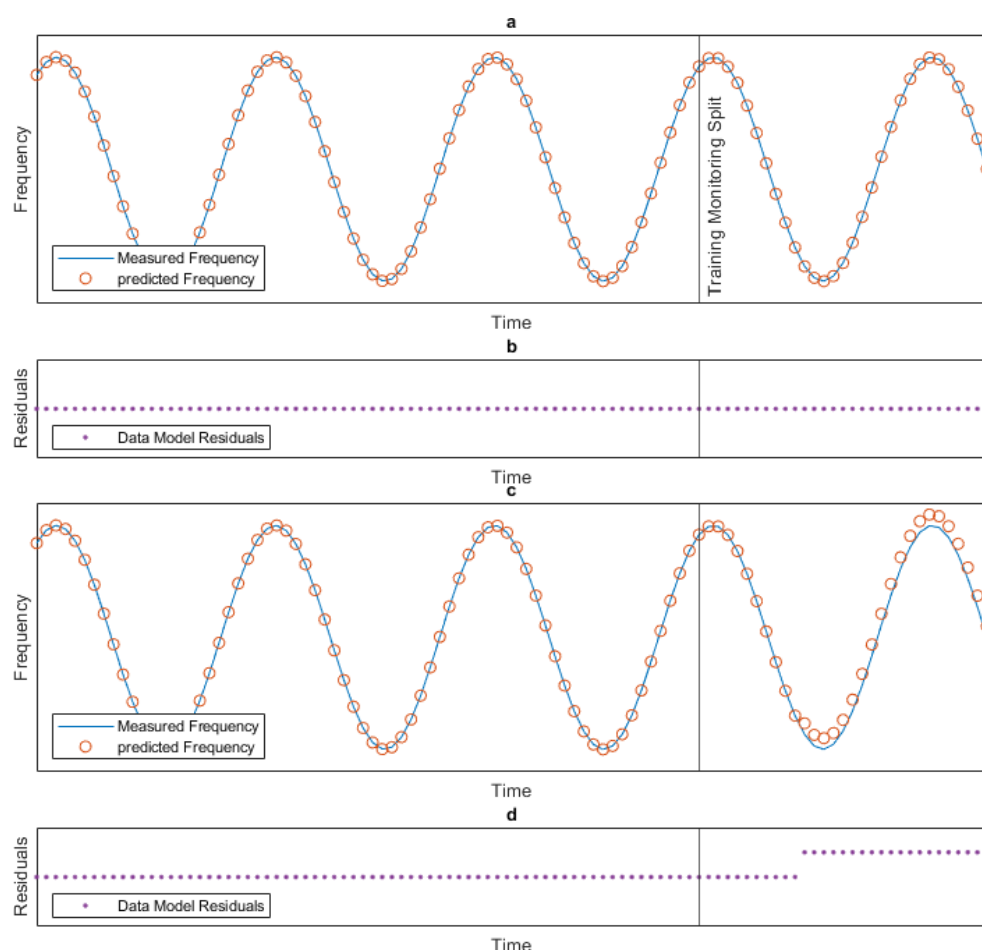 a
Frequency
Training Monitoring Split
Measured Frequency
predicted Frequency
Time
b
Residuals
Data Model Residuals
Time
c
Frequency
Measured Frequency
predicted Frequency
Time
d
Residuals
Data Model Residuals
Time